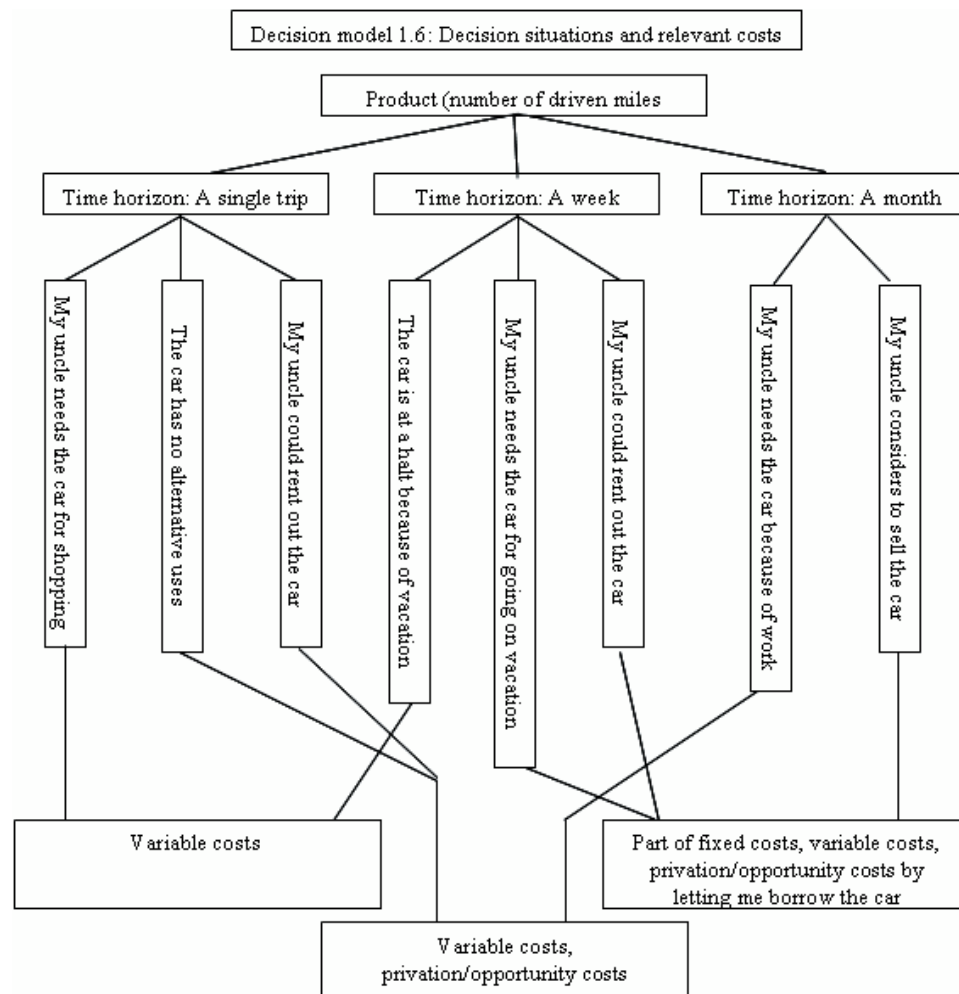 Decision model 1.6: Decision situations and relevant costs
Product (number of driven miles
Time horizon: A single trip
Time horizon: A week
Time horizon: A month
My uncle needs the car for shopping
The car has no alternative uses
My uncle could rent out the car
The car is at a halt because of vacation
My uncle needs the car for going on vacation
My uncle could rent out the car
My uncle needs the car because of work
My uncle considers to sell the car
Variable costs
Part of fixed costs, variable costs,
privation/opportunity costs by
letting me borrow the car
Variable costs,
privation/opportunity costs